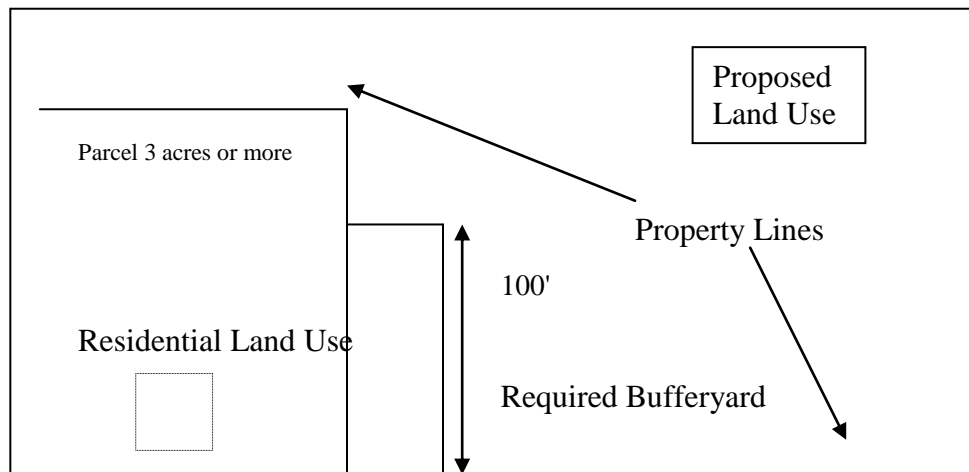 Proposed
Land Use
Parcel 3 acres or more
Property Lines
100'
Residential Land Use
Required Bufferyard